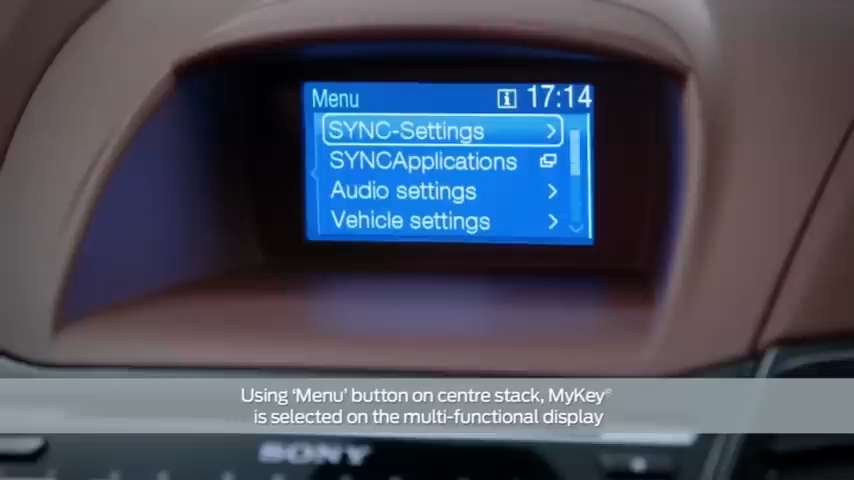 Menu 17:14
SYNC-Settings
SYNCApplications
Audio settings
Vehicle settings
Using ‘Menu’ button on centre stack, MyKey®
is selected on the multi-functional display
SONY